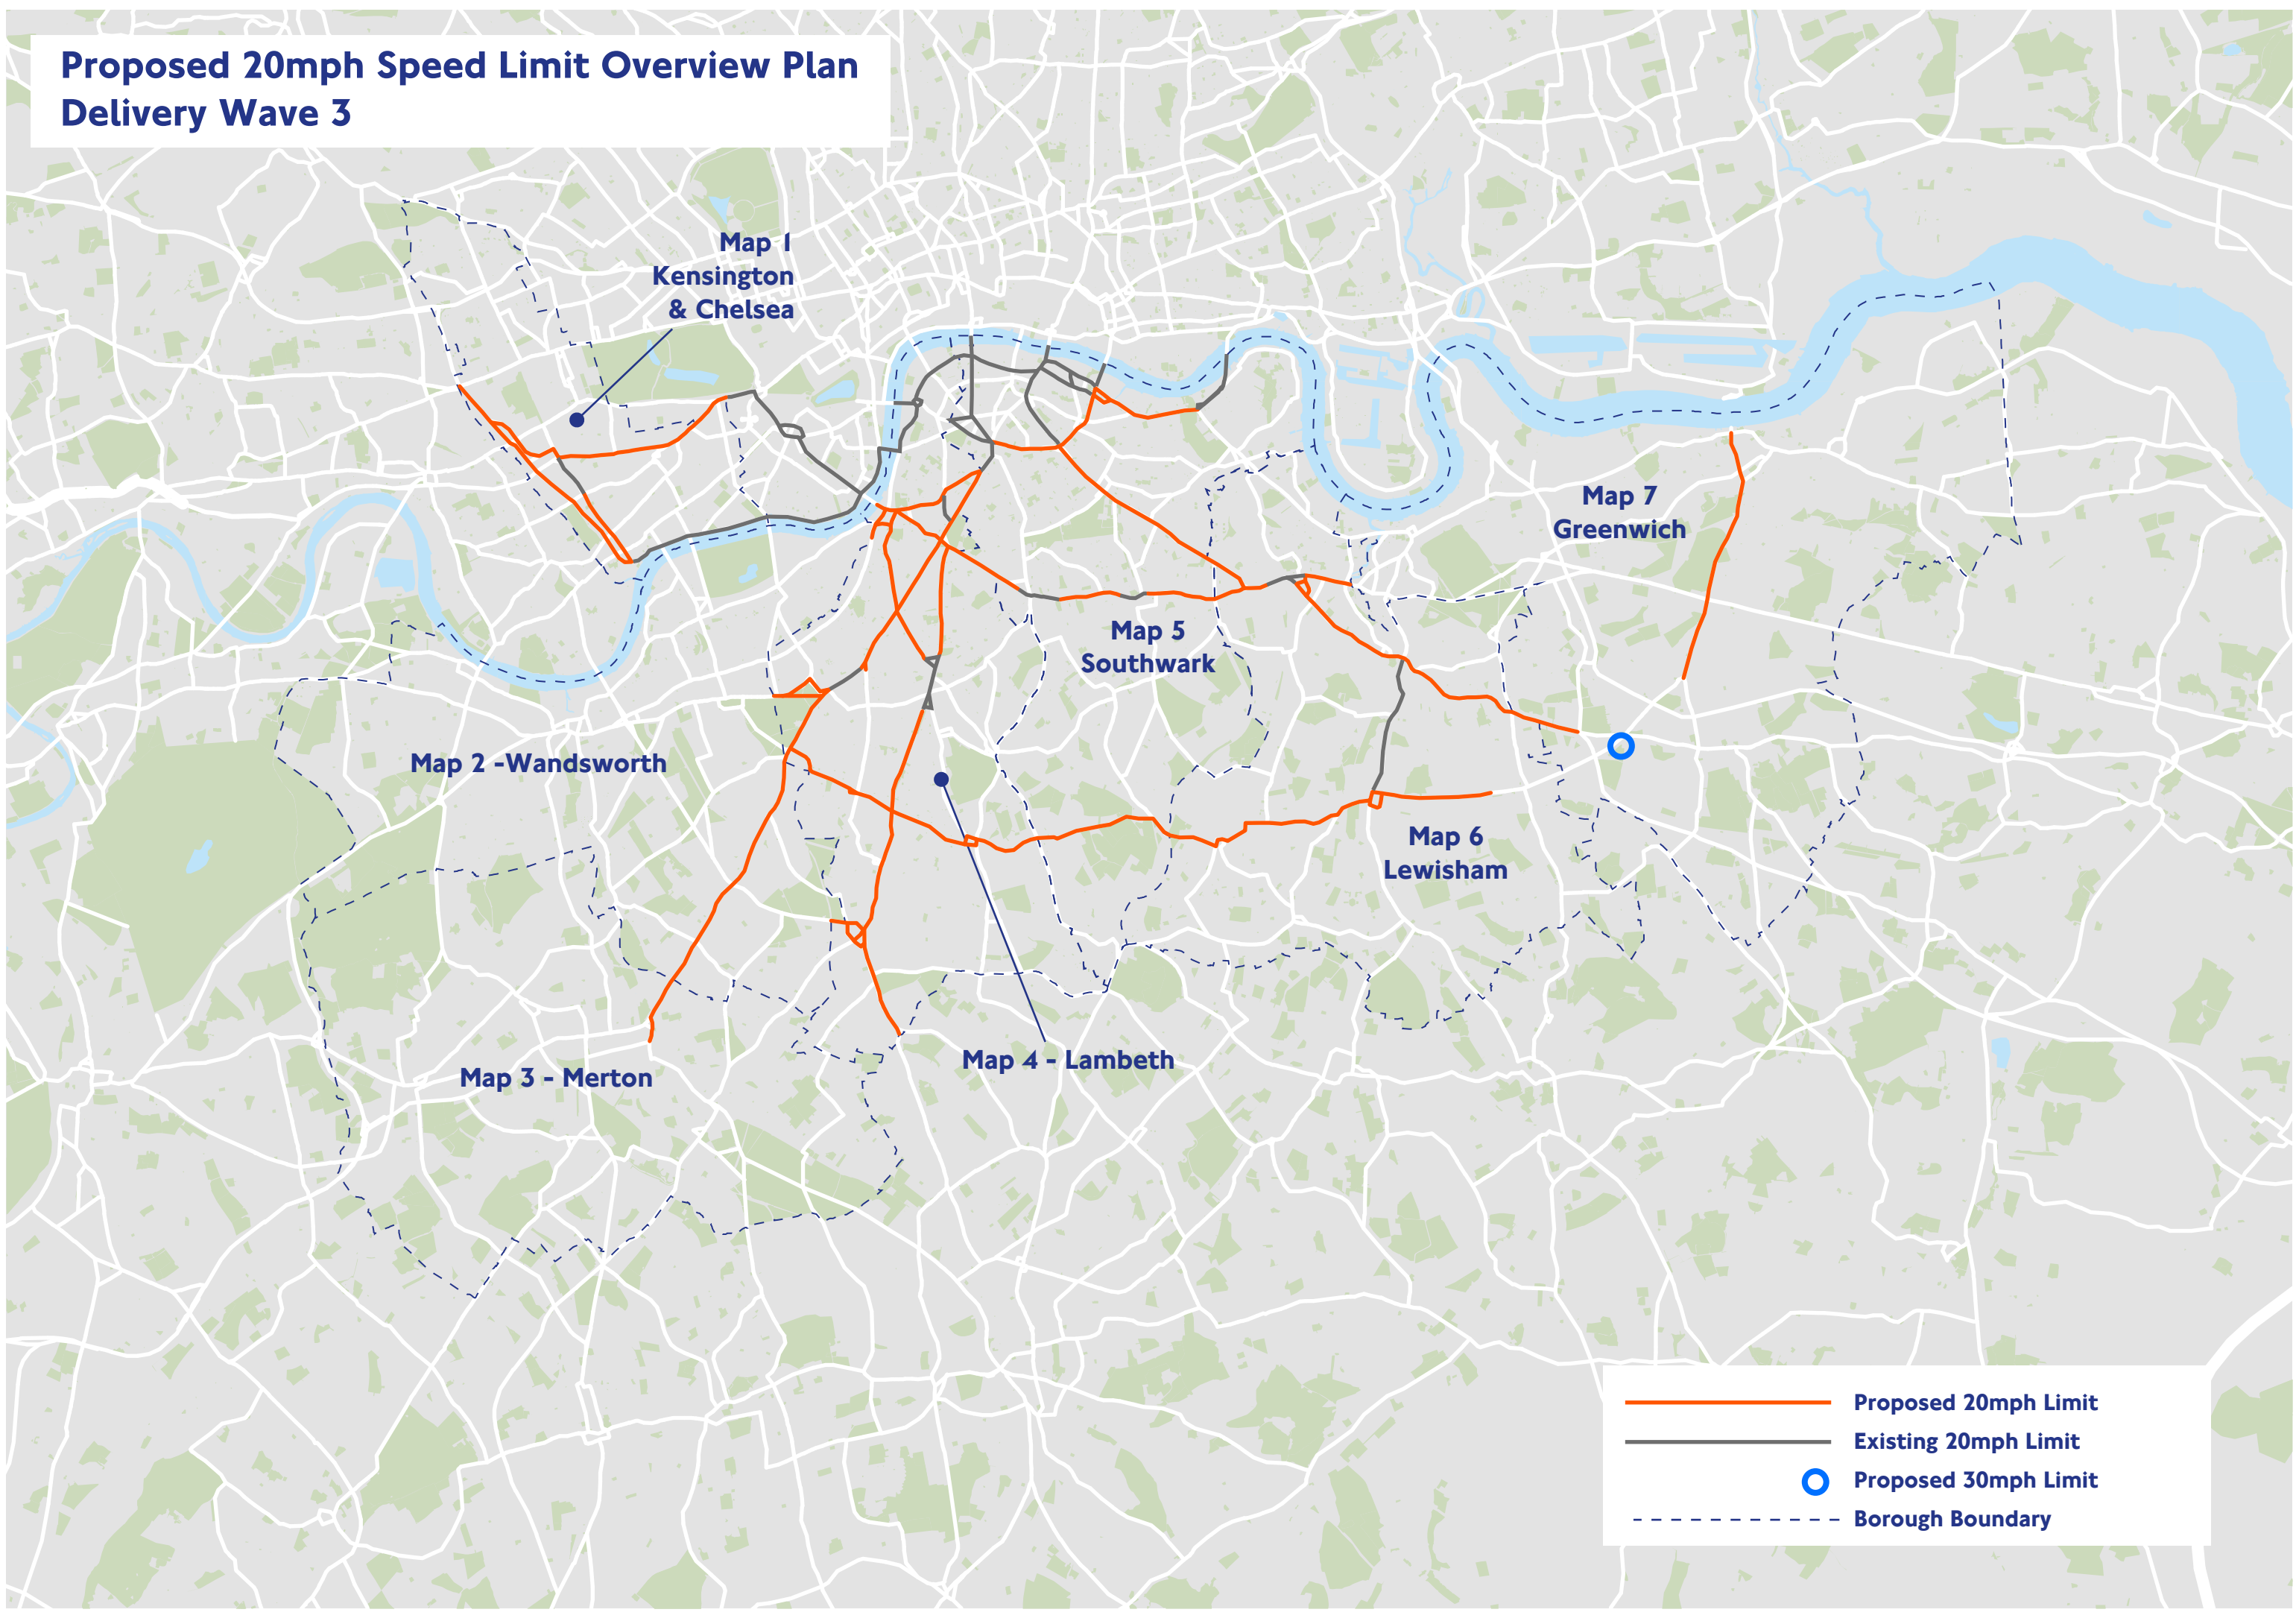 Proposed 20mph Speed Limit Overview Plan
Delivery Wave 3
Map 1
Kensington
& Chelsea
Map 7
Greenwich
Map 5
Southwark
Map 2 -Wandsworth
Map 6
Lewisham
Map 4 - Lambeth
Map 3 - Merton
Proposed 20mph Limit
Existing 20mph Limit
Proposed 30mph Limit
Borough Boundary